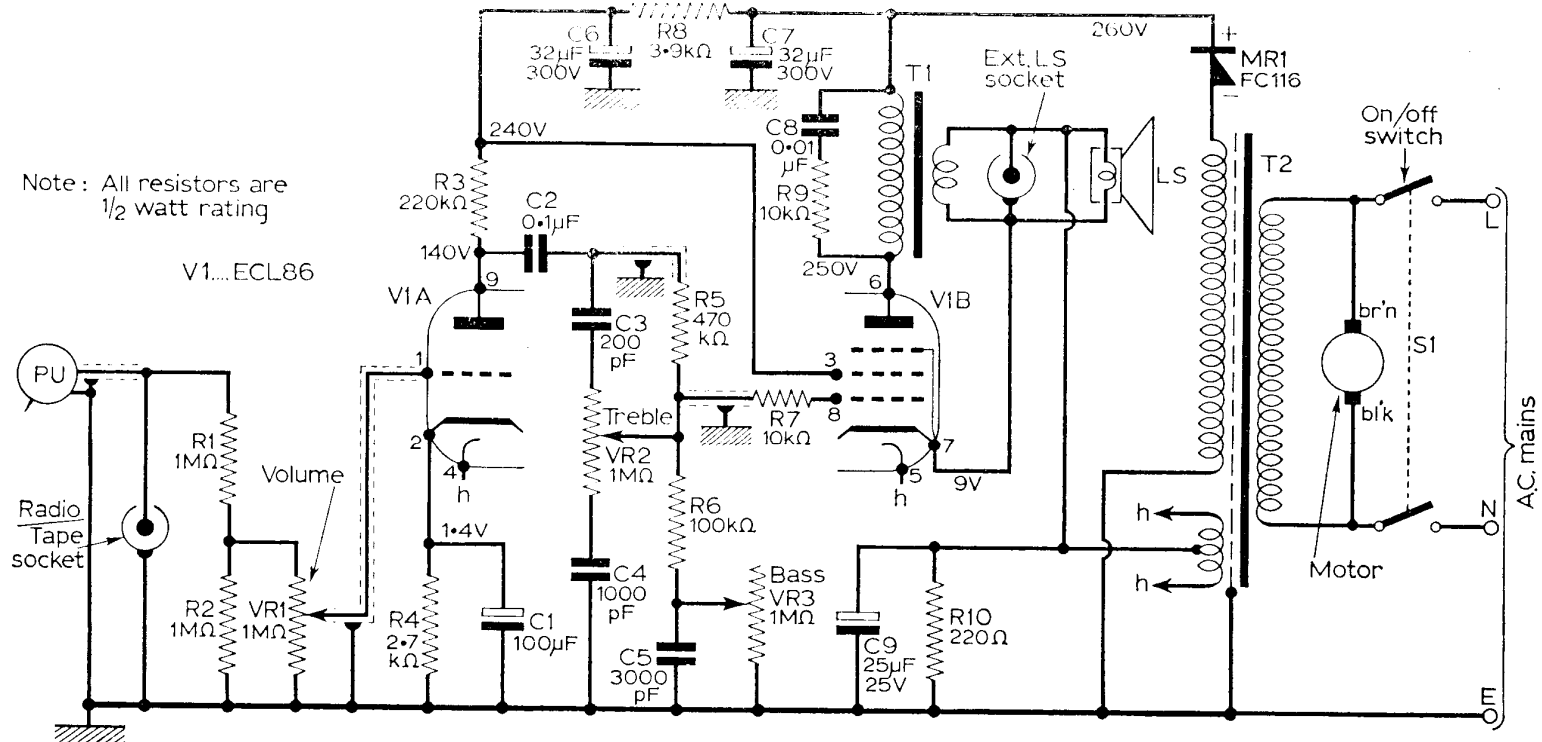 260V
C6
32µF
300V
R8
3•9kΩ
C7
32µF
300V
T1
Ext. LS
socket
+
MR1
FC116
−
On/off
switch
240V
C8
0•01
µF
T2
Note : All resistors are
1/2 watt rating
R3
220kΩ
C2
0•1µF
R9
10kΩ
LS
140V
250V
L
V1....ECL86
9
6
V1A
V1B
R5
470
kΩ
C3
200
pF
br'n
S1
PU
1
3
8
Treble
R7
10kΩ
bl'k
VR2
1MΩ
2
4
h
7
5
h
9V
R1
1MΩ
Volume
A.C. mains
Radio
Tape
socket
R6
100kΩ
h
h
N
1•4V
Motor
R2
1MΩ
VR1
1MΩ
R4
2•7
kΩ
C1
100µF
C4
1000
pF
Bass
VR3
1MΩ
C5
3000
pF
C9
25µF
25V
R10
220Ω
E